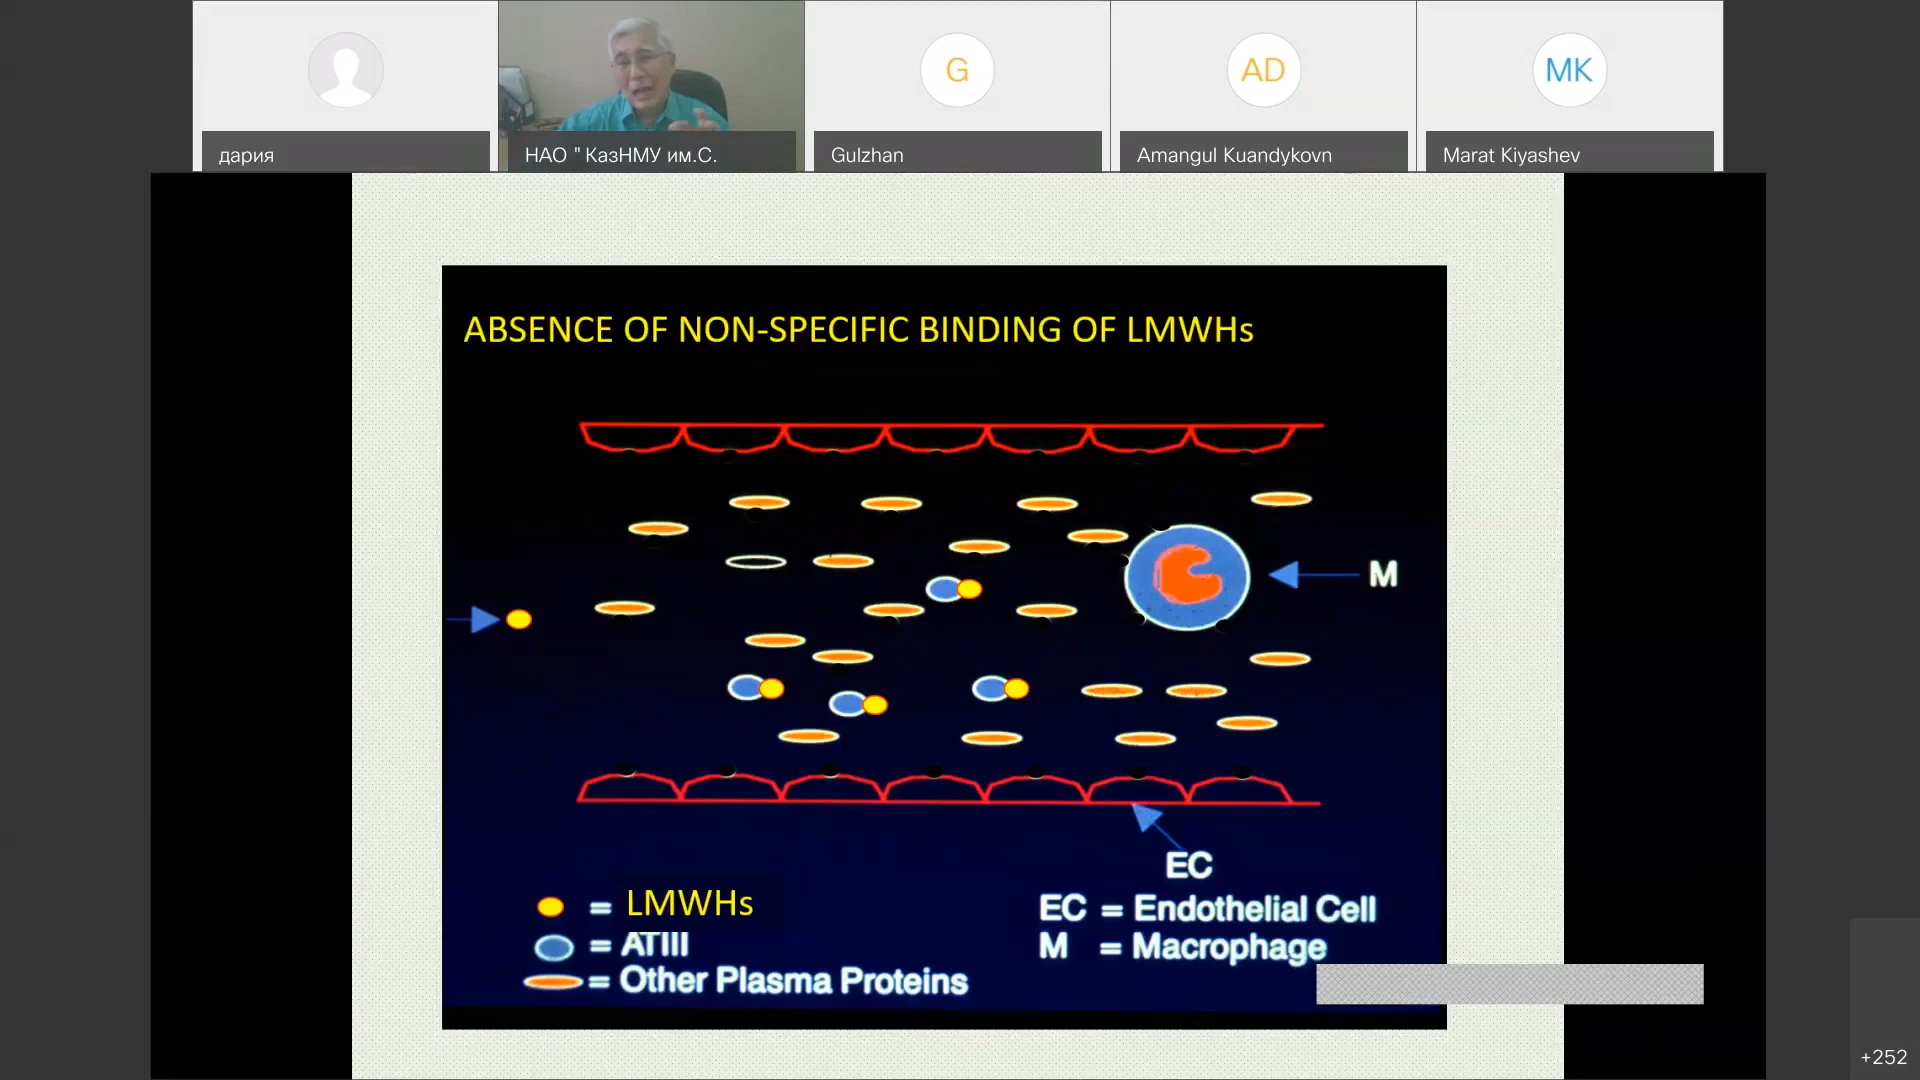 G
AD
MK
дария
НАО " КазНМУ им.С.
Gulzhan
Amangul Kuandykovn
Marat Kiyashev
ABSENCE OF NON-SPECIFIC BINDING OF LMWHs
M
EC
= LMWHs
= ATIII
= Other Plasma Proteins
EC = Endothelial Cell
M = Macrophage
+252